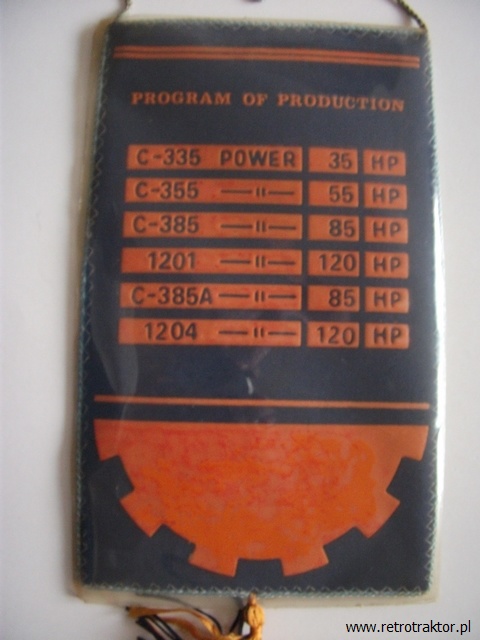 PROGRAM OF PRODUCTION
C-335 POWER 35 HP
C-355 —"— 55 HP
C-385 —"— 85 HP
1201 —"— 120 HP
C-385A —"— 85 HP
1204 —"— 120 HP
www.retrotraktor.pl